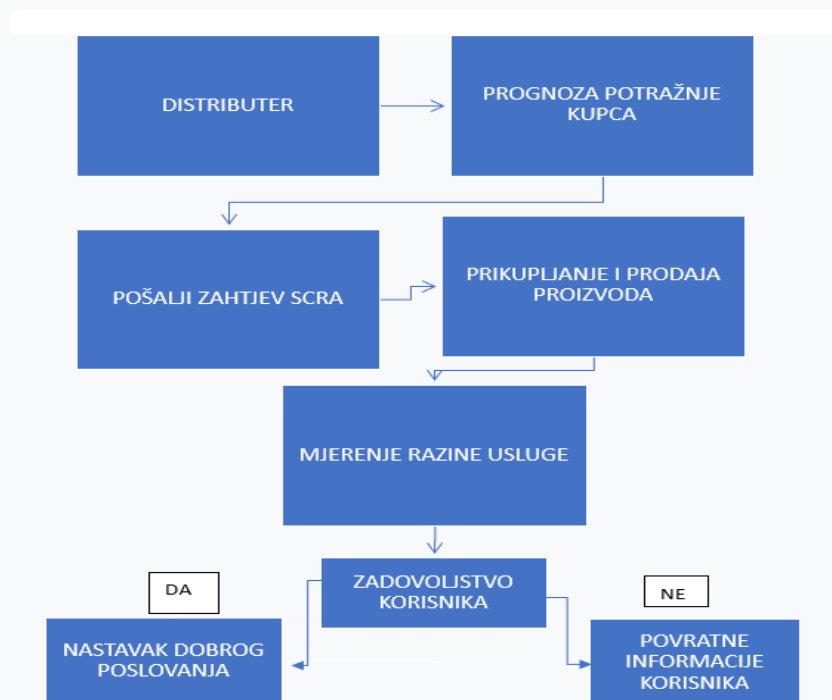 DISTRIBUTER
PROGNOZA POTRAŽNJE
KUPCA
POŠALJI ZAHTJEV SCRA
PRIKUPLJANJE I PRODAJA
PROIZVODA
MJERENJE RAZINE USLUGE
ZADOVOLJSTVO
KORISNIKA
DA
NE
NASTAVAK DOBROG
POSLOVANJA
POVRATNE
INFORMACIJE
KORISNIKA